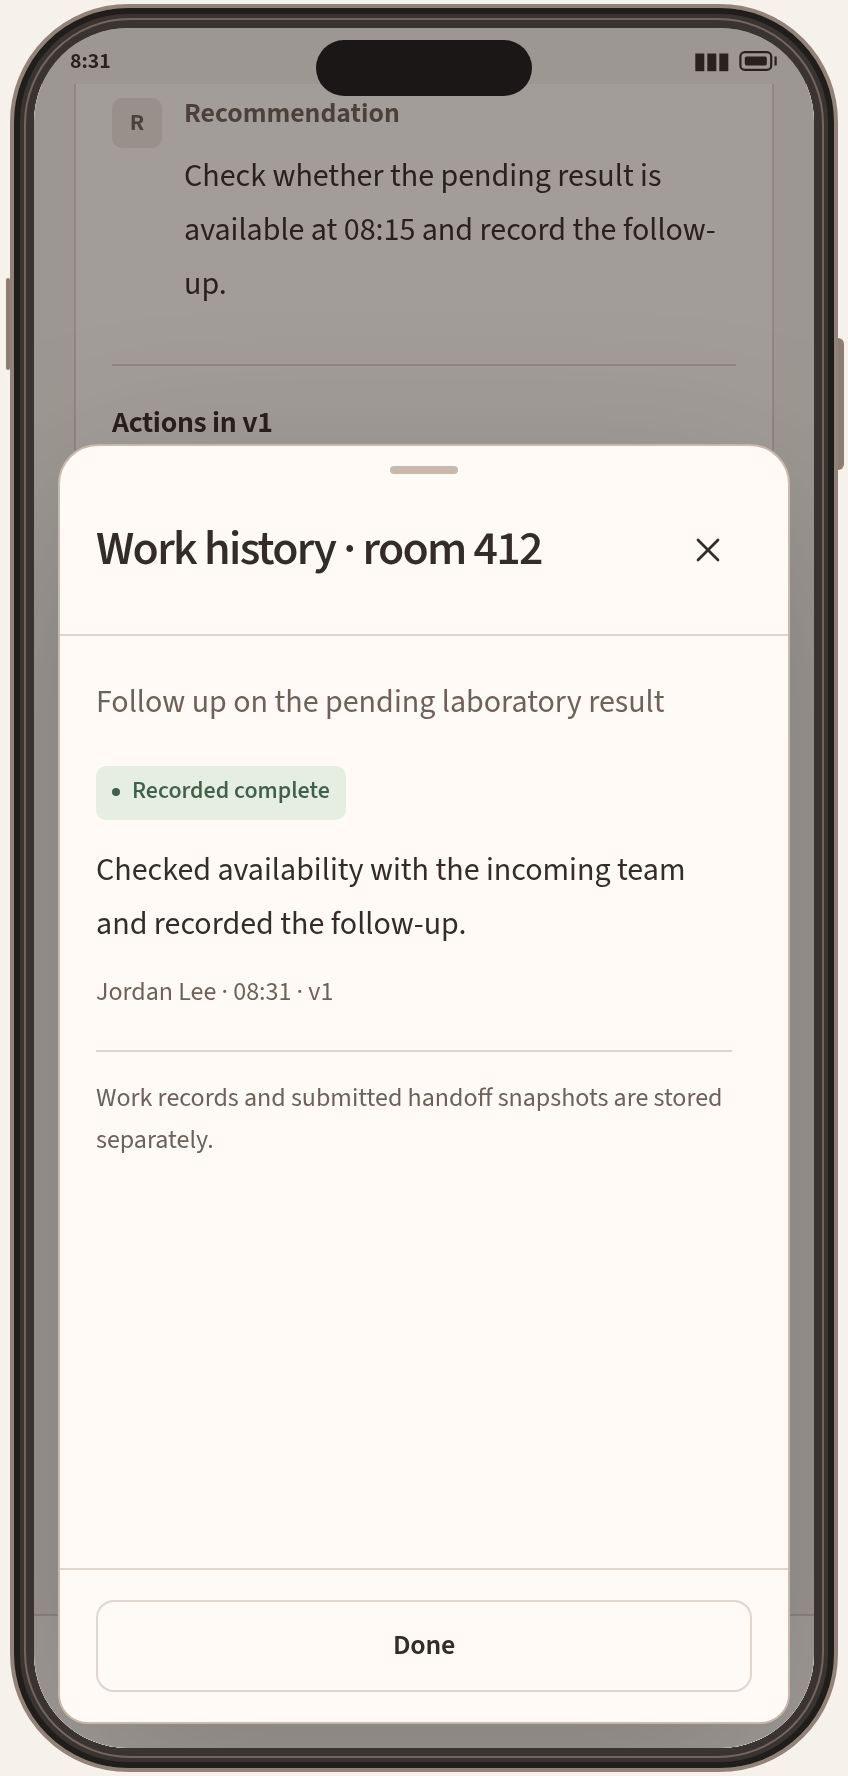 8:31
R
Recommendation
Check whether the pending result is
available at 08:15 and record the follow-
up.
Actions in v1
Work history · room 412
Follow up on the pending laboratory result
Recorded complete
Checked availability with the incoming team
and recorded the follow-up.
Jordan Lee · 08:31 · v1
Work records and submitted handoff snapshots are stored
separately.
Done